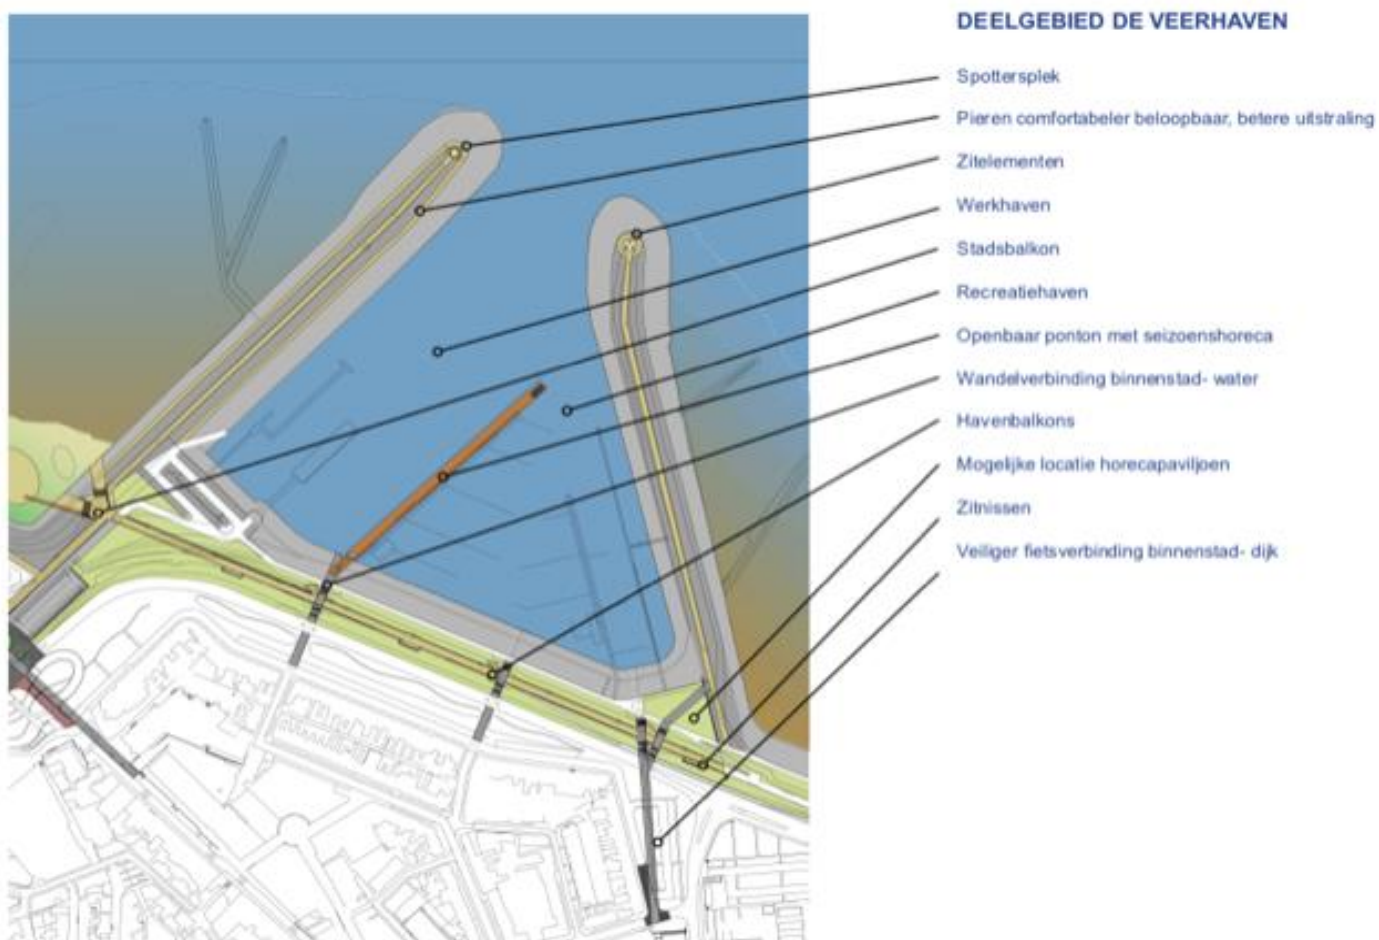 DEELGEBIED DE VEERHAVEN
Spottersplek
Pieren comfortabeler beloopbaar, betere uitstraling
Zitelementen
Werkhaven
Stadsbalkon
Recreatiehaven
Openbaar ponton met seizoenshoreca
Wandelverbinding binnenstad- water
Havenbalkons
Mogelijke locatie horecapaviljoen
Zitnissen
Veiliger fietsverbinding binnenstad- dijk